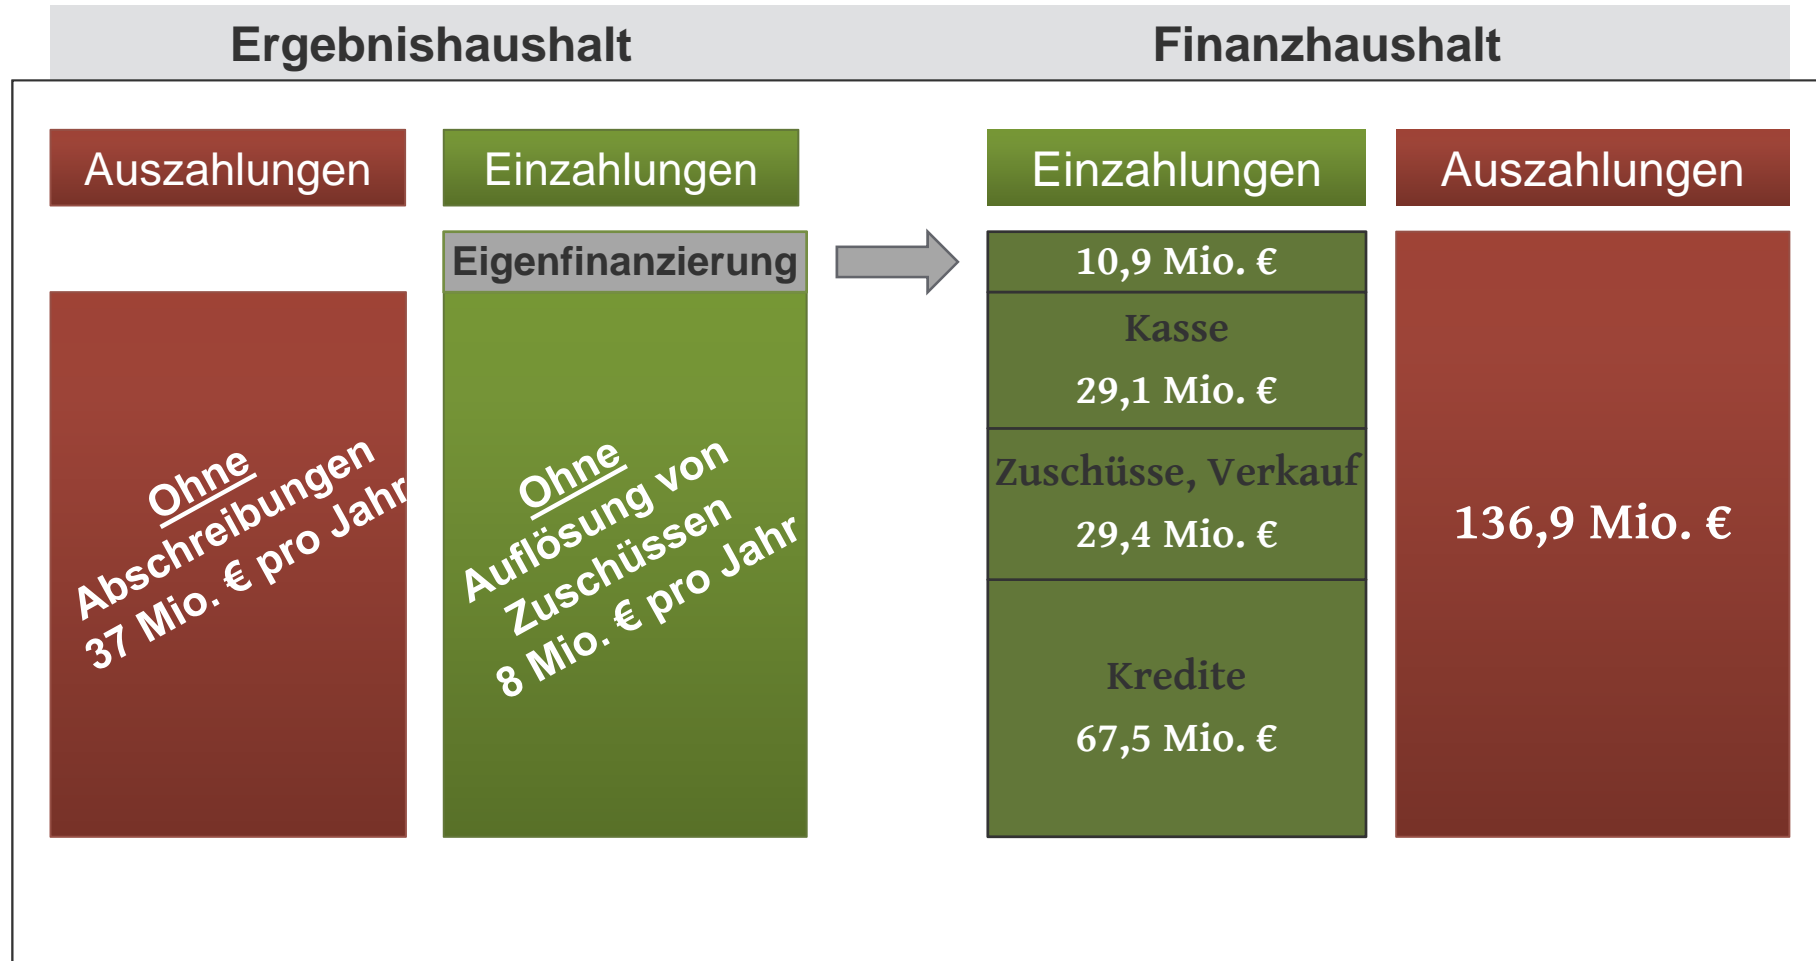 Ergebnishaushalt
Finanzhaushalt
Auszahlungen
Einzahlungen
Einzahlungen
Auszahlungen
Eigenfinanzierung
Ohne
Abschreibungen
37 Mio. € pro Jahr
Ohne
Auflösung von
Zuschüssen
8 Mio. € pro Jahr
10,9 Mio. €
Kasse
29,1 Mio. €
Zuschüsse, Verkauf
29,4 Mio. €
Kredite
67,5 Mio. €
136,9 Mio. €